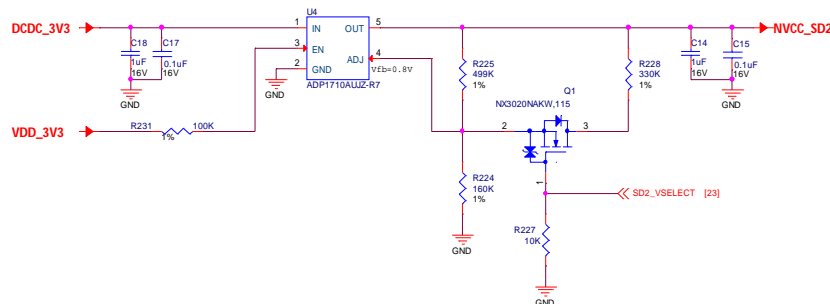 U4
DCDC_3V3
1
IN
OUT
5
NVCC_SD2
3
EN
ADJ
4
2
GND
Vfb=0.8V
ADP1710AUJZ-R7
C18
1uF
16V
C17
0.1uF
16V
GND
GND
R225
499K
1%
R228
330K
1%
C14
1uF
16V
C15
0.1uF
16V
GND
Q1
NX3020NAKW,115
VDD_3V3
R231
100K
1%
2
3
1
R224
160K
1%
GND
SD2_VSELECT [23]
R227
10K
GND